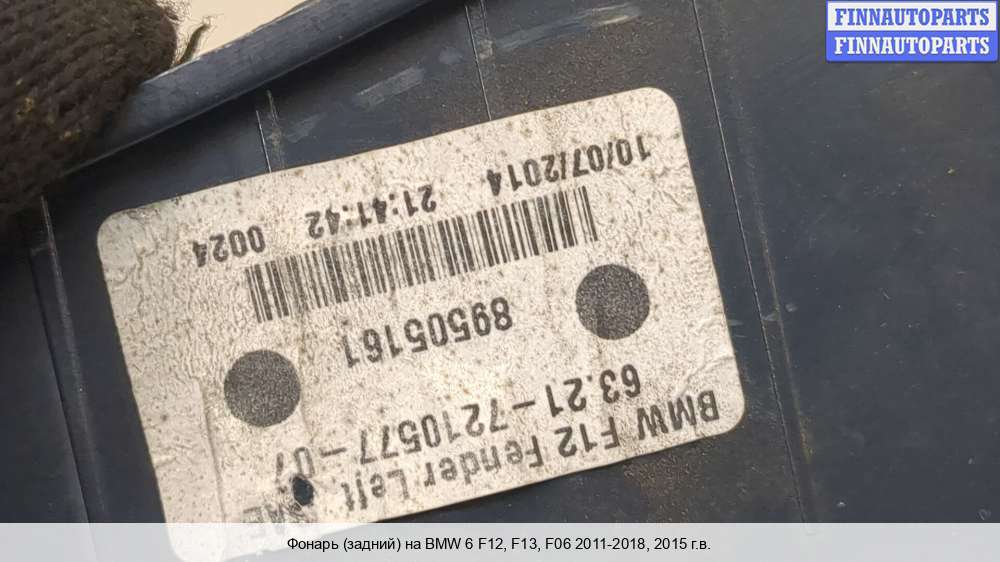 FINNAUTOPARTS
FINNAUTOPARTS
BMW F12 Fender Left
63.21-7210577-07
89505161
10/07/2014 21:41:42 0024
Фонарь (задний) на BMW 6 F12, F13, F06 2011-2018, 2015 г.в.